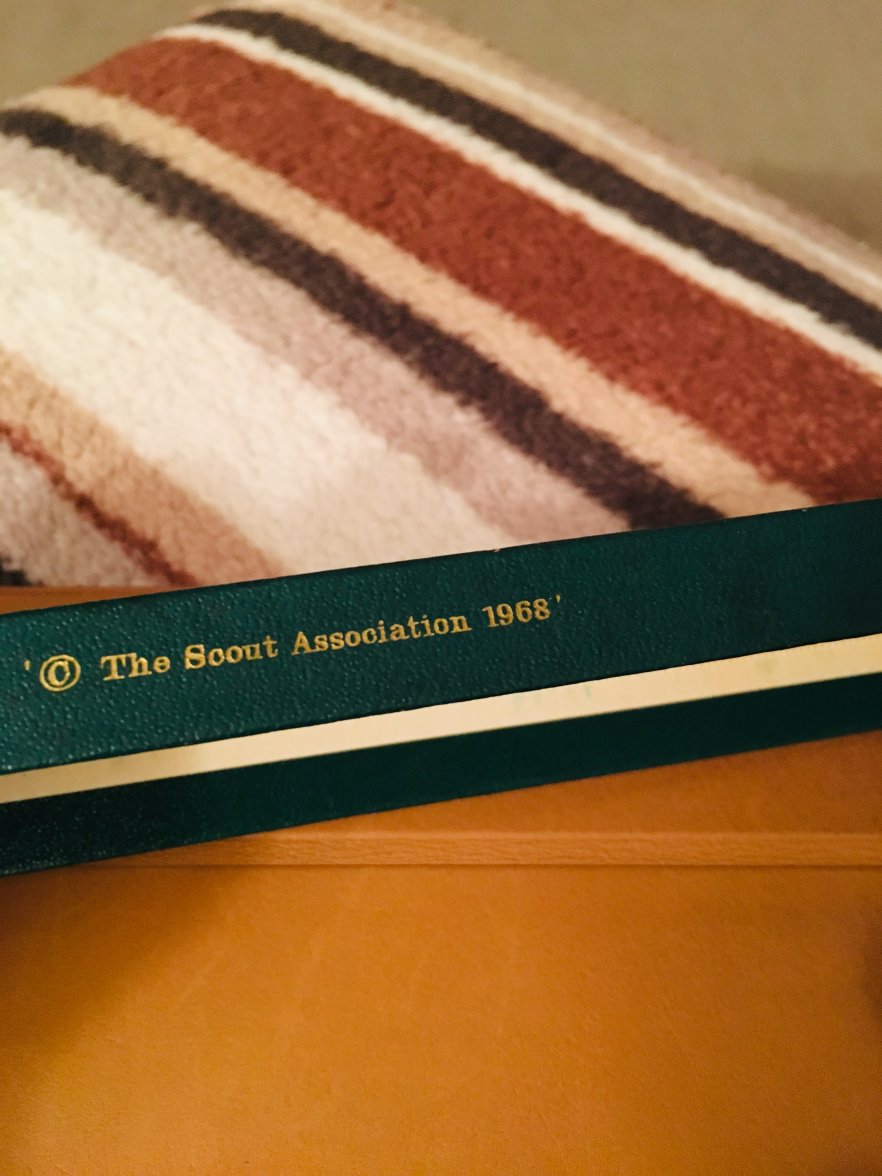 '© The Scout Association 1968'